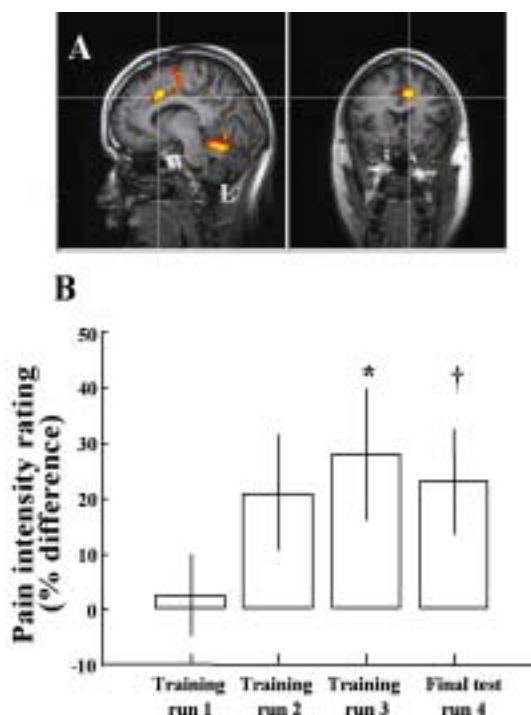 A
L
B
Pain intensity rating
(% difference)
50
40
30
20
10
0
-10
*
†
Training
run 1
Training
run 2
Training
run 3
Final test
run 4